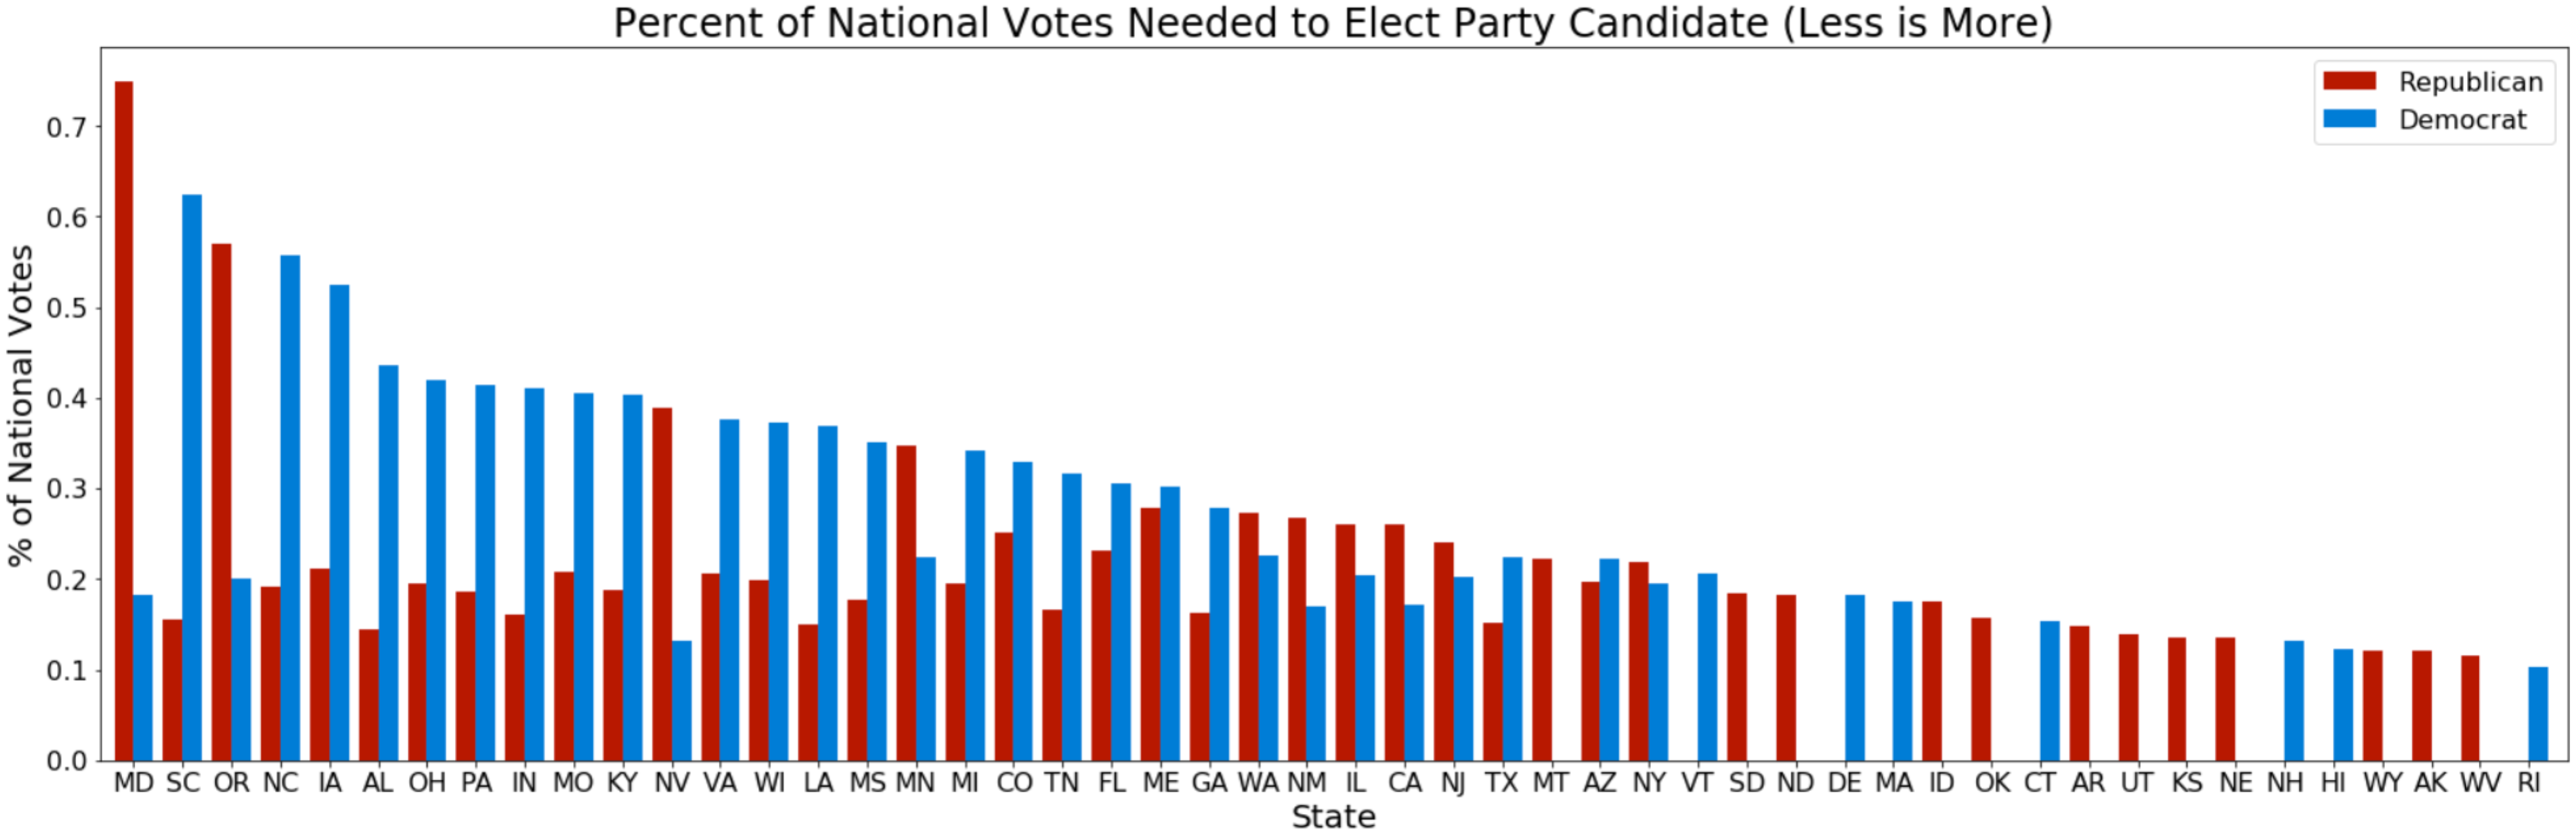 Percent of National Votes Needed to Elect Party Candidate (Less is More)
Republican
Democrat
% of National Votes
0.7
0.6
0.5
0.4
0.3
0.2
0.1
0.0
MD SC OR NC IA AL OH PA IN MO KY NV VA WI LA MS MN MI CO TN FL ME GA WA NM IL CA NJ TX MT AZ NY VT SD ND DE MA ID OK CT AR UT KS NE NH HI WY AK WV RI
State